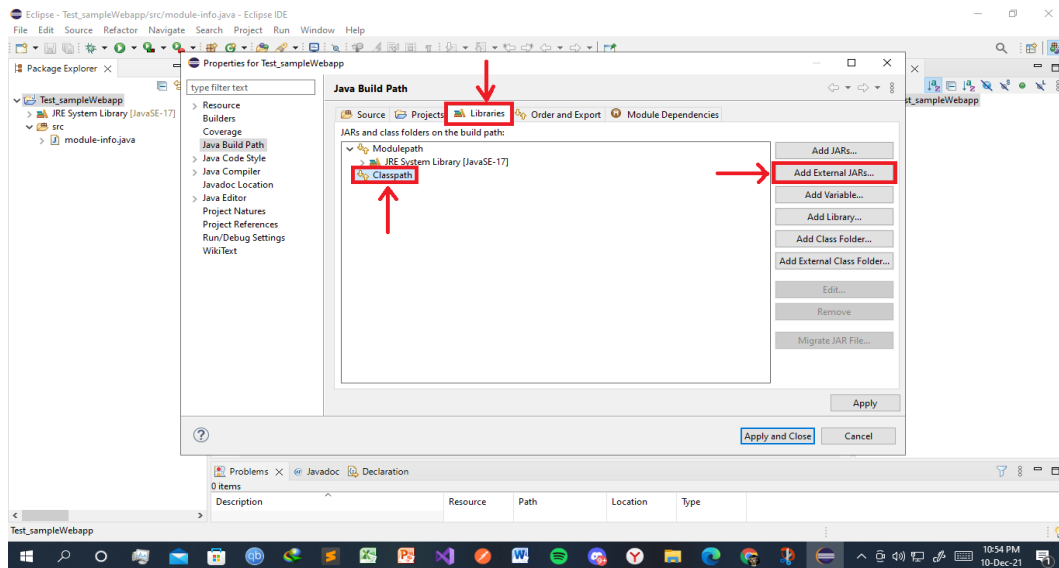 Eclipse - Test_sampleWebapp/src/module-info.java - Eclipse IDE
File Edit Source Refactor Navigate Search Project Run Window Help
Package Explorer
Test_sampleWebapp
JRE System Library [JavaSE-17]
src
module-info.java
Properties for Test_sampleWebapp
type filter text
Resource
Builders
Coverage
Java Build Path
Java Code Style
Java Compiler
Javadoc Location
Java Editor
Project Natures
Project References
Run/Debug Settings
WikiText
Java Build Path
Source Projects Libraries Order and Export Module Dependencies
JARs and class folders on the build path:
Modulepath
JRE System Library [JavaSE-17]
Classpath
Add JARs...
Add External JARs...
Add Variable...
Add Library...
Add Class Folder...
Add External Class Folder...
Edit...
Remove
Migrate JAR File...
Apply
Apply and Close Cancel
st_sampleWebapp
Problems Javadoc Declaration
0 items
Description Resource Path Location Type
Test_sampleWebapp
10:54 PM
10-Dec-21